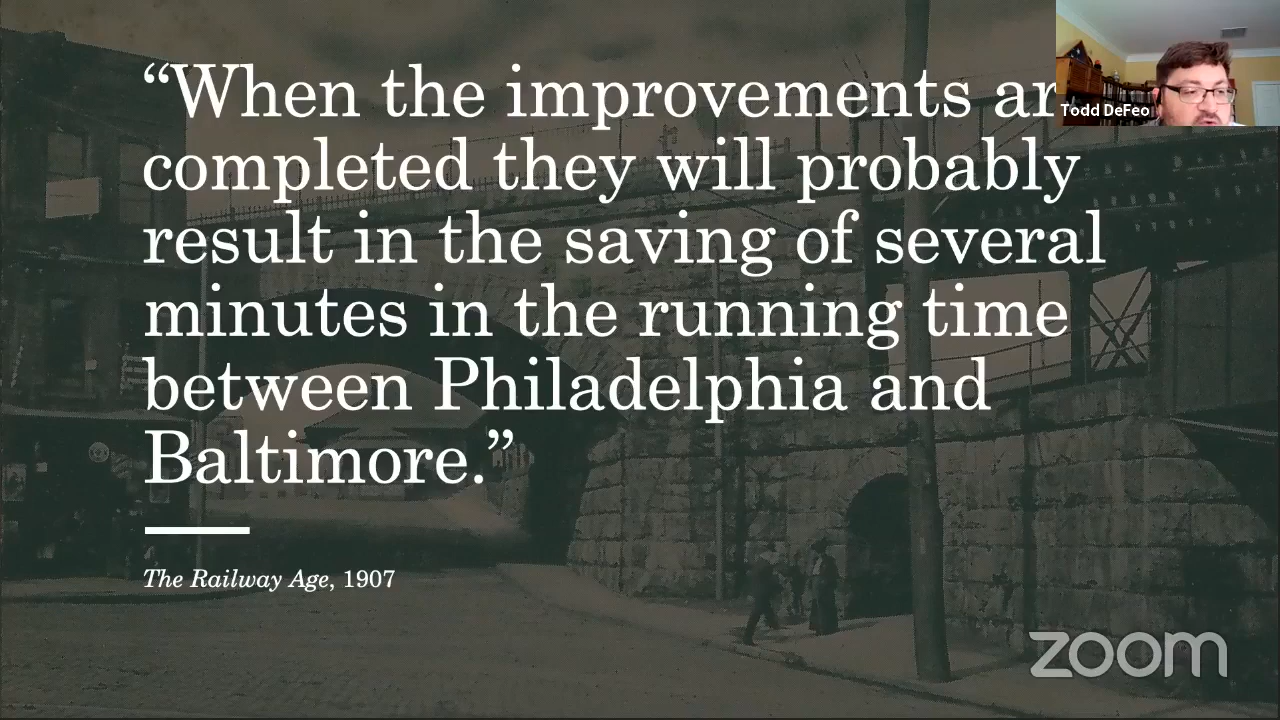 “When the improvements ar
completed they will probably
result in the saving of several
minutes in the running time
between Philadelphia and
Baltimore.”
The Railway Age, 1907
Todd DeFeo
zoom